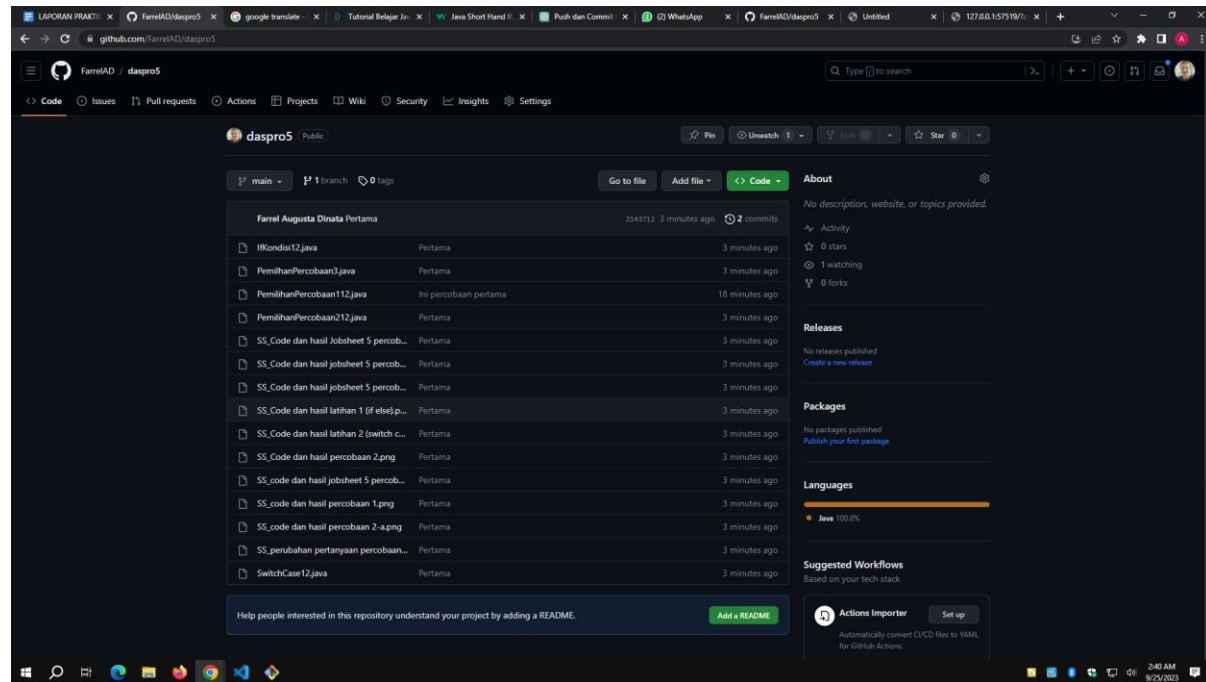 LAPORAN PRAKTI
FarrelAD/daspro5
google translate -
Tutorial Belajar Jav
Java Short Hand If
Push dan Commit
(2) WhatsApp
FarrelAD/daspro5
Untitled
127.0.0.1:57519/
github.com/FarrelAD/daspro5
FarrelAD / daspro5
Type / to search
Code Issues Pull requests Actions Projects Wiki Security Insights Settings
daspro5 Public
Pin Unwatch 1 Fork 0 Star 0
main 1 branch 0 tags Go to file Add file Code
Farrel Augusta Dinata Pertama 2143712 3 minutes ago 2 commits
IfKondisi12.java Pertama 3 minutes ago
PemilhanPercobaan3.java Pertama 3 minutes ago
PemilihanPercobaan112.java Ini percobaan pertama 18 minutes ago
PemilihanPercobaan212.java Pertama 3 minutes ago
SS_Code dan hasil Jobsheet 5 percob... Pertama 3 minutes ago
SS_Code dan hasil jobsheet 5 percob... Pertama 3 minutes ago
SS_Code dan hasil jobsheet 5 percob... Pertama 3 minutes ago
SS_Code dan hasil latihan 1 (if else).p... Pertama 3 minutes ago
SS_Code dan hasil latihan 2 (switch c... Pertama 3 minutes ago
SS_Code dan hasil percobaan 2.png Pertama 3 minutes ago
SS_code dan hasil jobsheet 5 percob... Pertama 3 minutes ago
SS_code dan hasil percobaan 1.png Pertama 3 minutes ago
SS_code dan hasil percobaan 2-a.png Pertama 3 minutes ago
SS_perubahan pertanyaan percobaan... Pertama 3 minutes ago
SwitchCase12.java Pertama 3 minutes ago
Help people interested in this repository understand your project by adding a README. Add a README
About
No description, website, or topics provided.
Activity
0 stars
1 watching
0 forks
Releases
No releases published
Create a new release
Packages
No packages published
Publish your first package
Languages
Java 100.0%
Suggested Workflows
Based on your tech stack
Actions Importer Set up
Automatically convert CI/CD files to YAML
for GitHub Actions.
2:40 AM
9/25/2023